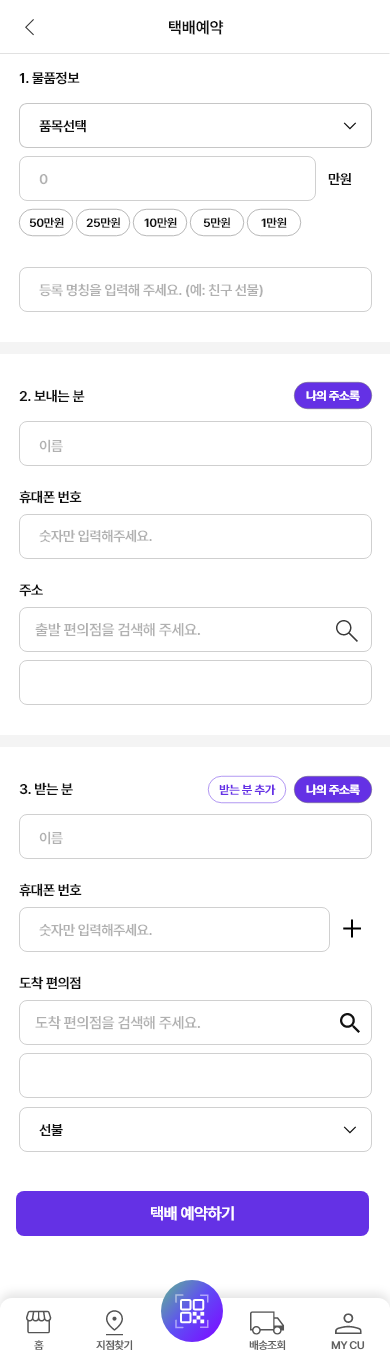 택배예약
1. 물품정보
품목선택
0 만원
50만원 25만원 10만원 5만원 1만원
등록 명칭을 입력해 주세요. (예: 친구 선물)
2. 보내는 분 나의 주소록
이름
휴대폰 번호
숫자만 입력해주세요.
주소
출발 편의점을 검색해 주세요.
3. 받는 분 받는 분 추가 나의 주소록
이름
휴대폰 번호
숫자만 입력해주세요.
도착 편의점
도착 편의점을 검색해 주세요.
선불
택배 예약하기
홈 지점찾기 배송조회 MY CU